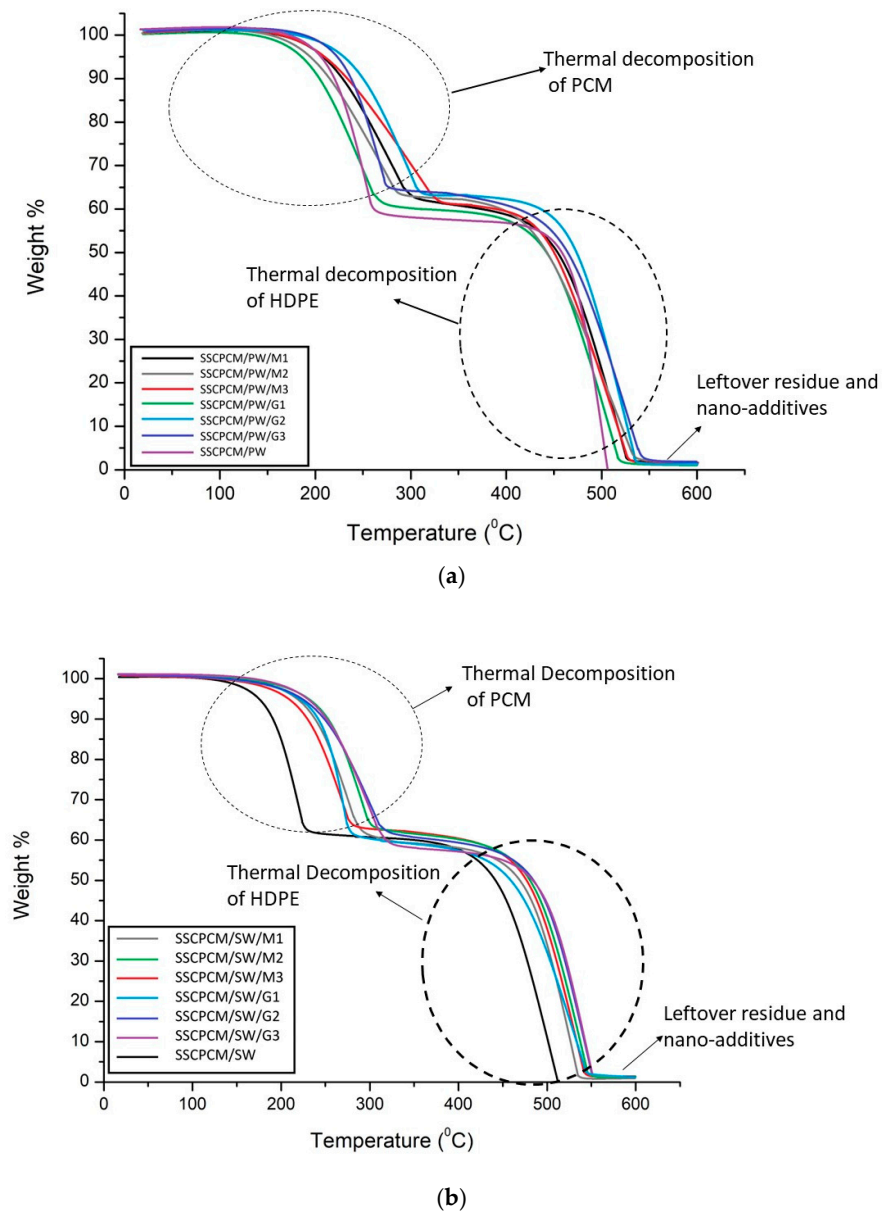 Thermal decomposition
of PCM
Weight %
100
90
80
70
60
50
40
30
20
10
0
Thermal decomposition
of HDPE
SSCPCM/PW/M1
SSCPCM/PW/M2
SSCPCM/PW/M3
SSCPCM/PW/G1
SSCPCM/PW/G2
SSCPCM/PW/G3
SSCPCM/PW
Leftover residue and
nano-additives
0 100 200 300 400 500 600
Temperature (⁰C)
(a)
Thermal Decomposition
of PCM
Weight %
100
90
80
70
60
50
40
30
20
10
0
Thermal Decomposition
of HDPE
SSCPCM/SW/M1
SSCPCM/SW/M2
SSCPCM/SW/M3
SSCPCM/SW/G1
SSCPCM/SW/G2
SSCPCM/SW/G3
SSCPCM/SW
Leftover residue and
nano-additives
0 100 200 300 400 500 600
Temperature (⁰C)
(b)